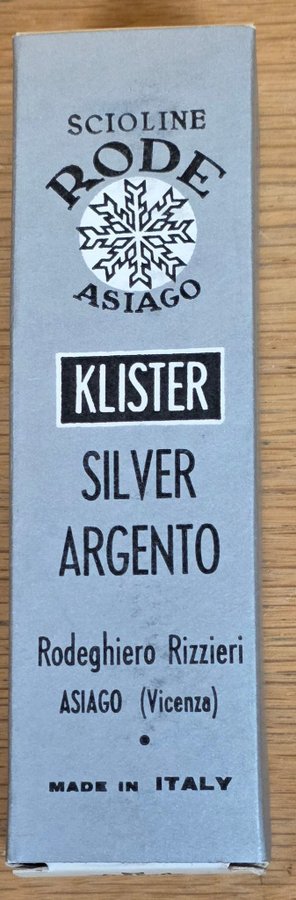 SCIOLINE
RODE
ASIAGO
KLISTER
SILVER
ARGENTO
Rodeghiero Rizzieri
ASIAGO (Vicenza)
•
MADE IN ITALY